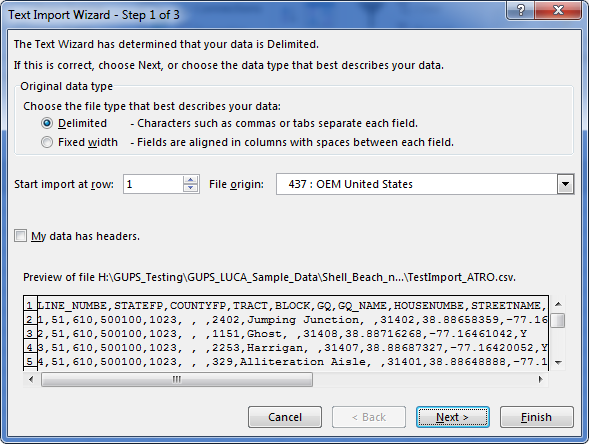 Text Import Wizard - Step 1 of 3
The Text Wizard has determined that your data is Delimited.
If this is correct, choose Next, or choose the data type that best describes your data.
Original data type
Choose the file type that best describes your data:
Delimited - Characters such as commas or tabs separate each field.
Fixed width - Fields are aligned in columns with spaces between each field.
Start import at row: 1 File origin: 437 : OEM United States
My data has headers.
Preview of file H:\GUPS_Testing\GUPS_LUCA_Sample_Data\Shell_Beach_n...\TestImport_ATRO.csv.
1 LINE_NUMBE,STATEFP,COUNTYFP,TRACT,BLOCK,GQ,GQ_NAME,HOUSENUMBE,STREETNAME,
2 1,51,610,500100,1023, , ,2402,Jumping Junction, ,31402,38.88658359,-77.16
3 2,51,610,500100,1023, , ,1151,Ghost, ,31408,38.88716268,-77.16461042,Y
4 3,51,610,500100,1023, , ,2253,Harrigan, ,31407,38.88687327,-77.16420052,Y
5 4,51,610,500100,1023, , ,329,Alliteration Aisle, ,31401,38.88648888,-77.1
Cancel < Back Next > Finish